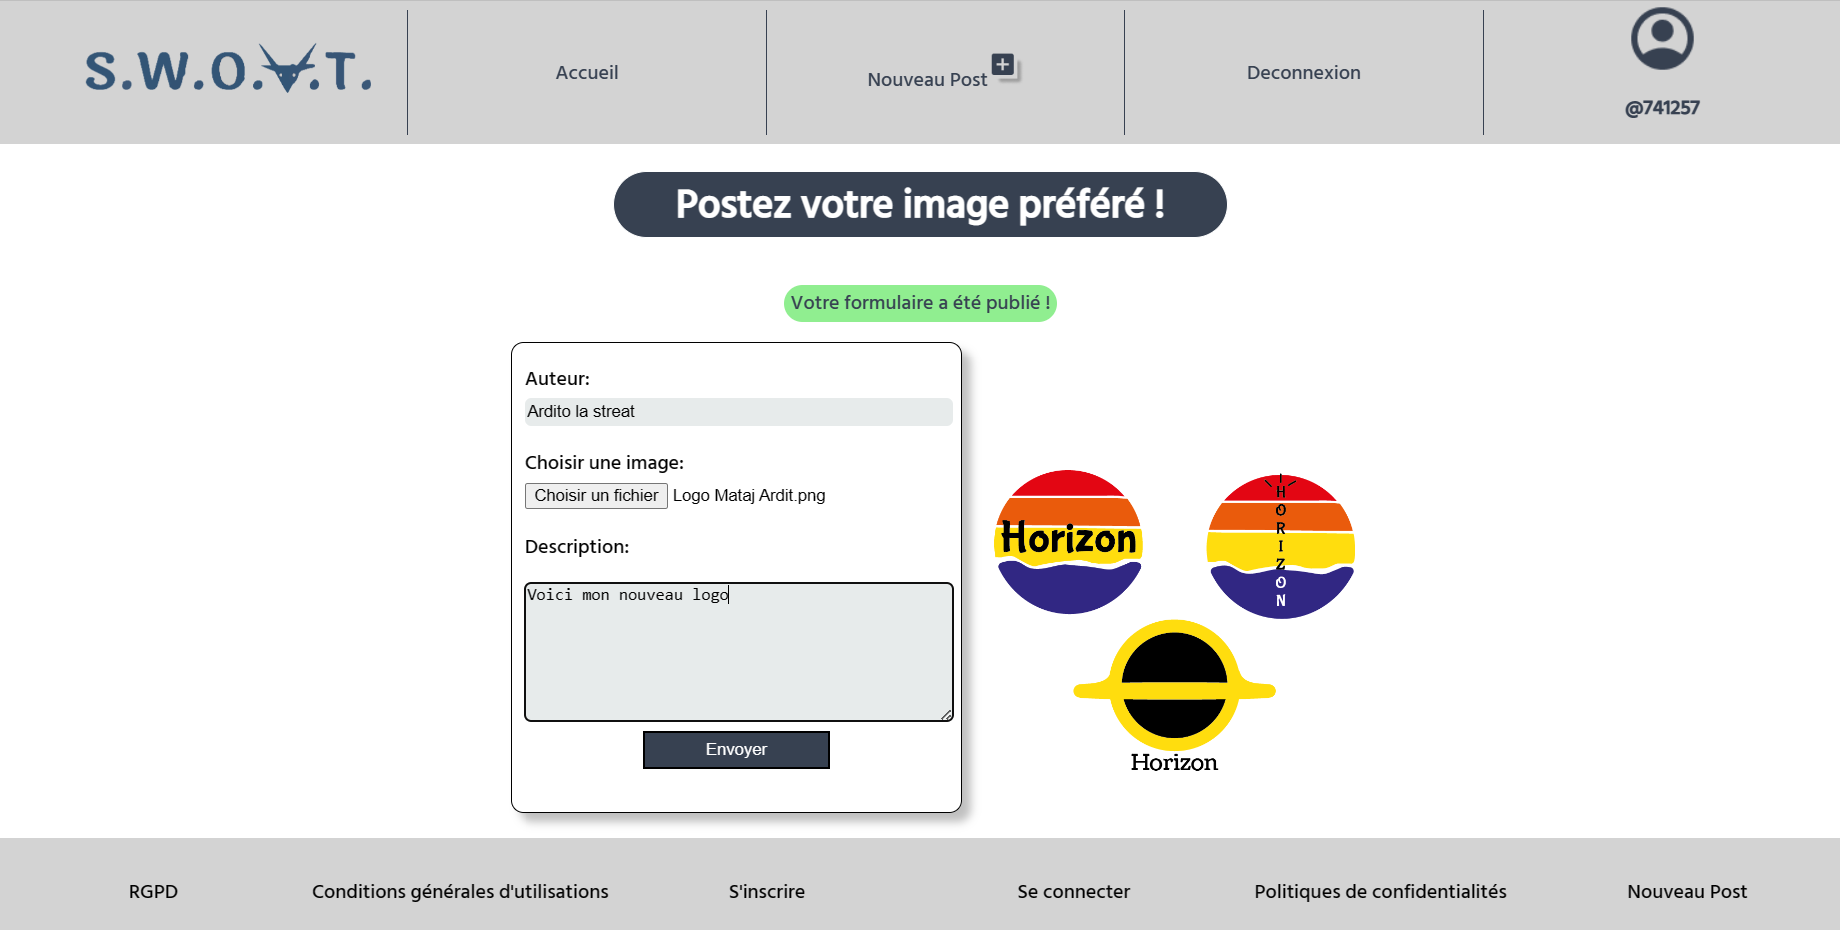 S.W.O.T.
Accueil
Nouveau Post
Deconnexion
@741257
Postez votre image préféré !
Votre formulaire a été publié !
Auteur:
Ardito la streat
Choisir une image:
Choisir un fichier Logo Mataj Ardit.png
Description:
Voici mon nouveau logo
Envoyer
Horizon
HORIZON
Horizon
RGPD
Conditions générales d'utilisations
S'inscrire
Se connecter
Politiques de confidentialités
Nouveau Post